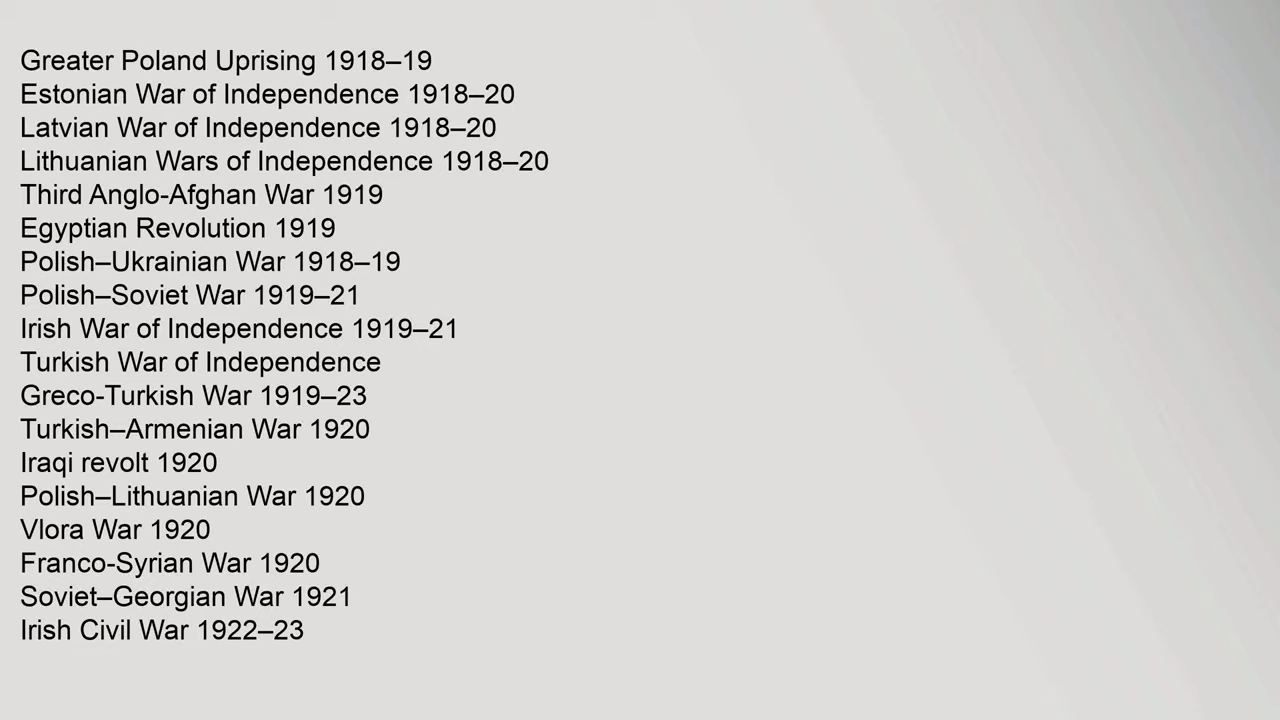 Greater Poland Uprising 1918–19
Estonian War of Independence 1918–20
Latvian War of Independence 1918–20
Lithuanian Wars of Independence 1918–20
Third Anglo-Afghan War 1919
Egyptian Revolution 1919
Polish–Ukrainian War 1918–19
Polish–Soviet War 1919–21
Irish War of Independence 1919–21
Turkish War of Independence
Greco-Turkish War 1919–23
Turkish–Armenian War 1920
Iraqi revolt 1920
Polish–Lithuanian War 1920
Vlora War 1920
Franco-Syrian War 1920
Soviet–Georgian War 1921
Irish Civil War 1922–23